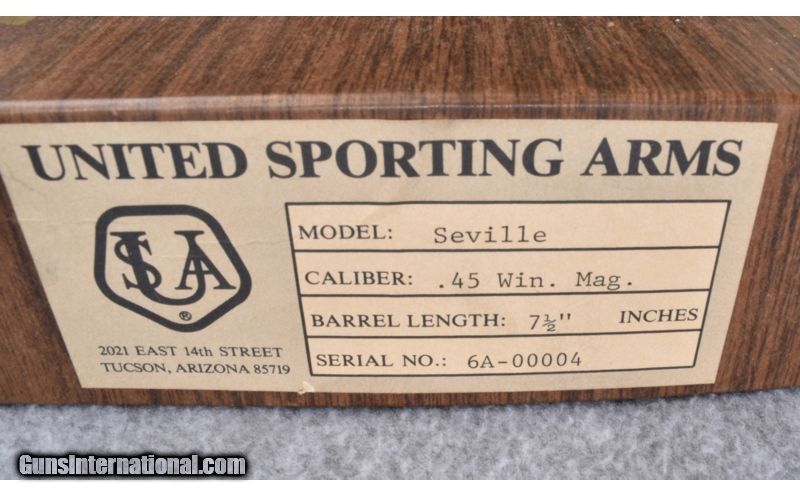 UNITED SPORTING ARMS
USA
®
2021 EAST 14th STREET
TUCSON, ARIZONA 85719
MODEL: Seville
CALIBER: .45 Win. Mag.
BARREL LENGTH: 7½" INCHES
SERIAL NO.: 6A-00004
GunsInternational.com